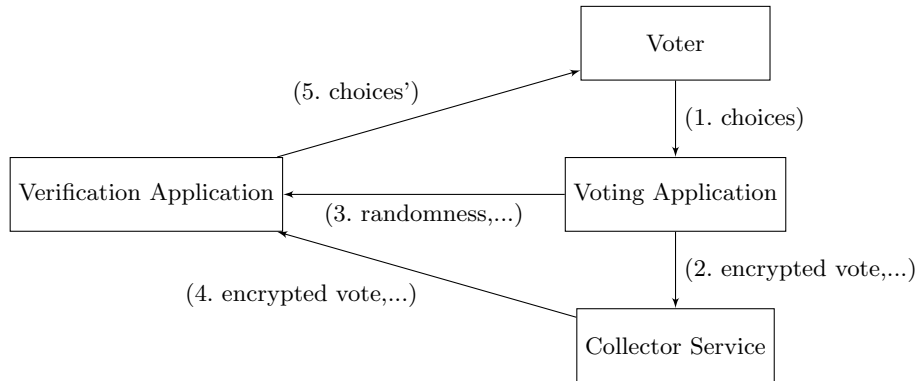 Voter
(5. choices')
(1. choices)
Verification Application
Voting Application
(3. randomness,...)
(2. encrypted vote,...)
(4. encrypted vote,...)
Collector Service